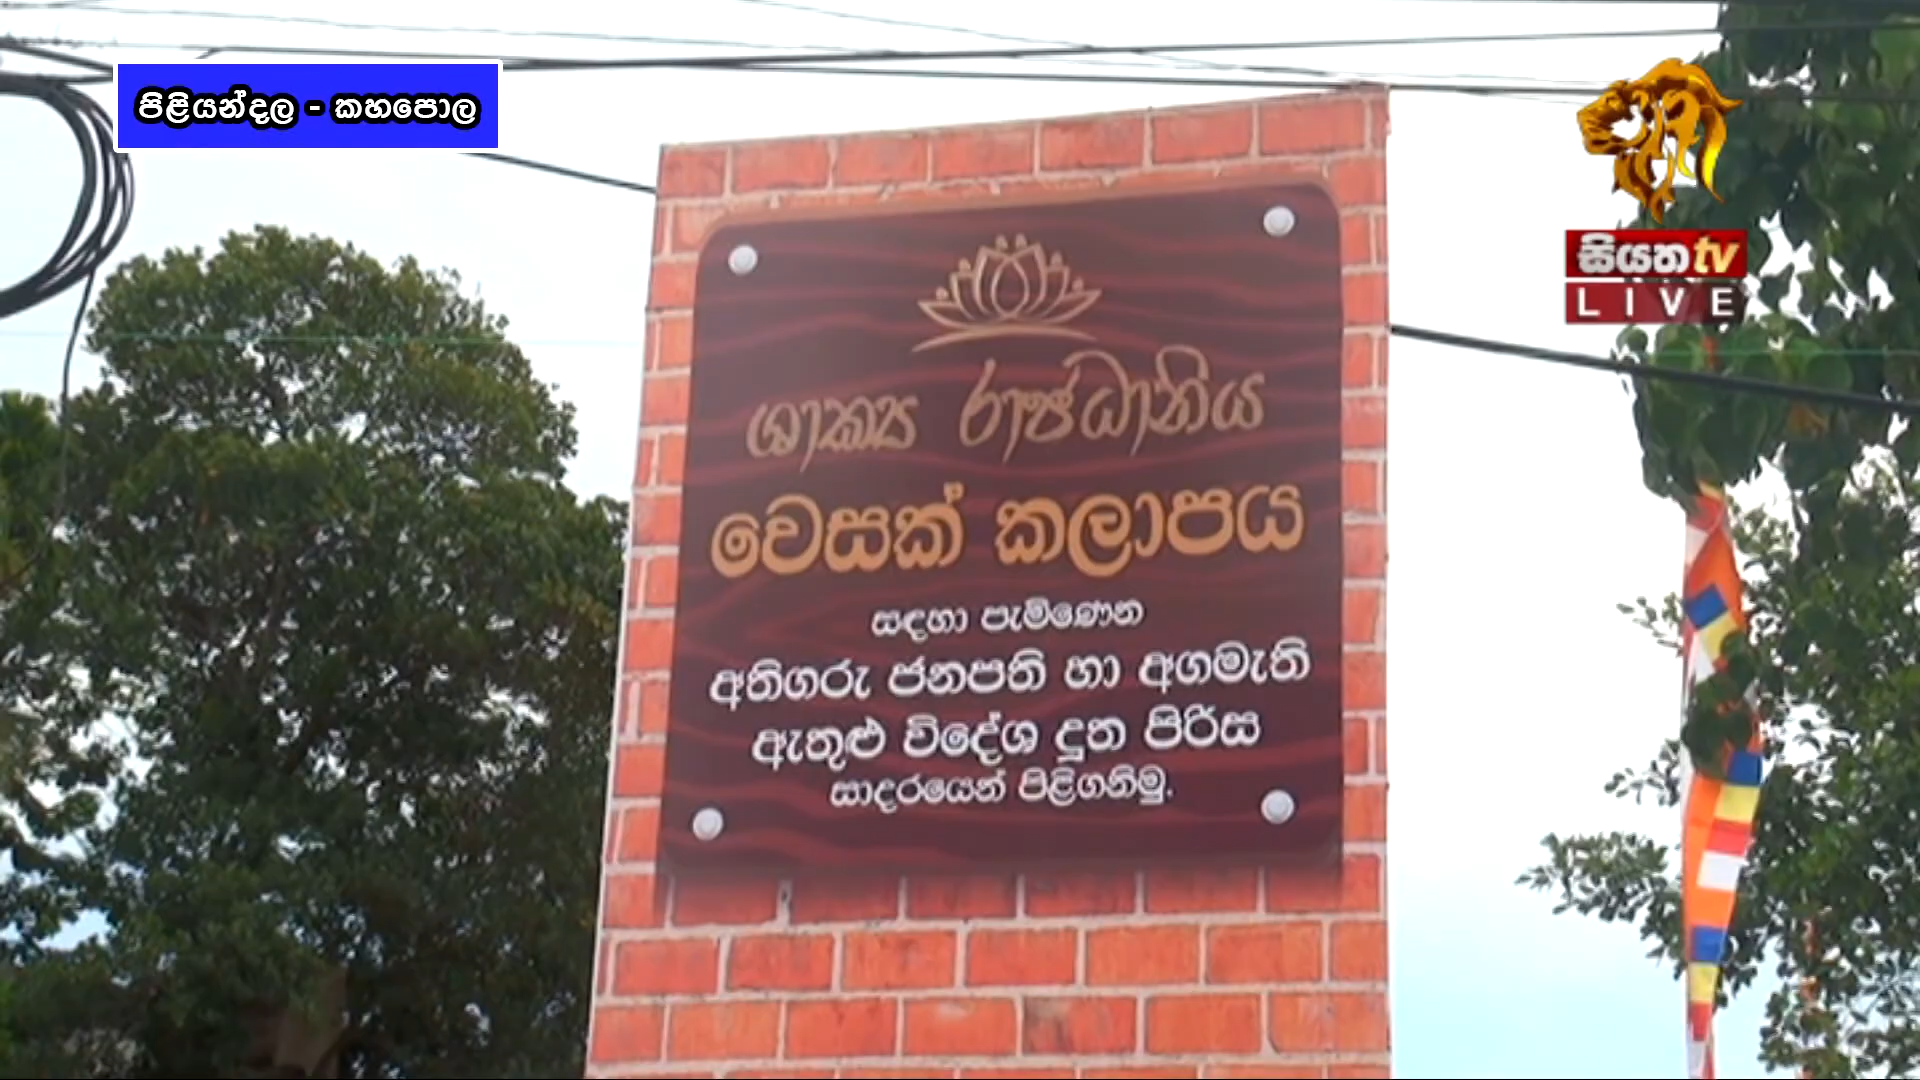 පිළියන්දල - කහපොල
සියත tv
LIVE
ශාක්‍ය රාජධානිය
වෙසක් කලාපය
සඳහා පැමිණෙන
අතිගරු ජනපති හා අගමැති
ඇතුළු විදේශ දූත පිරිස
සාදරයෙන් පිළිගනිමු.